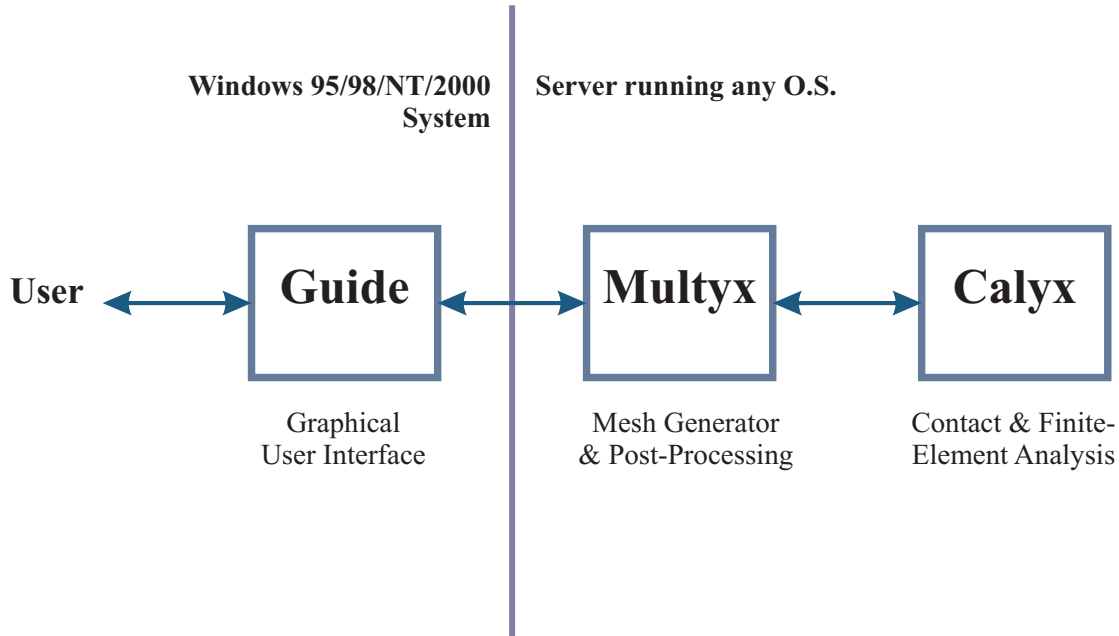 Windows 95/98/NT/2000
System
Server running any O.S.
User
Guide
Multyx
Calyx
Graphical
User Interface
Mesh Generator
& Post-Processing
Contact & Finite-
Element Analysis